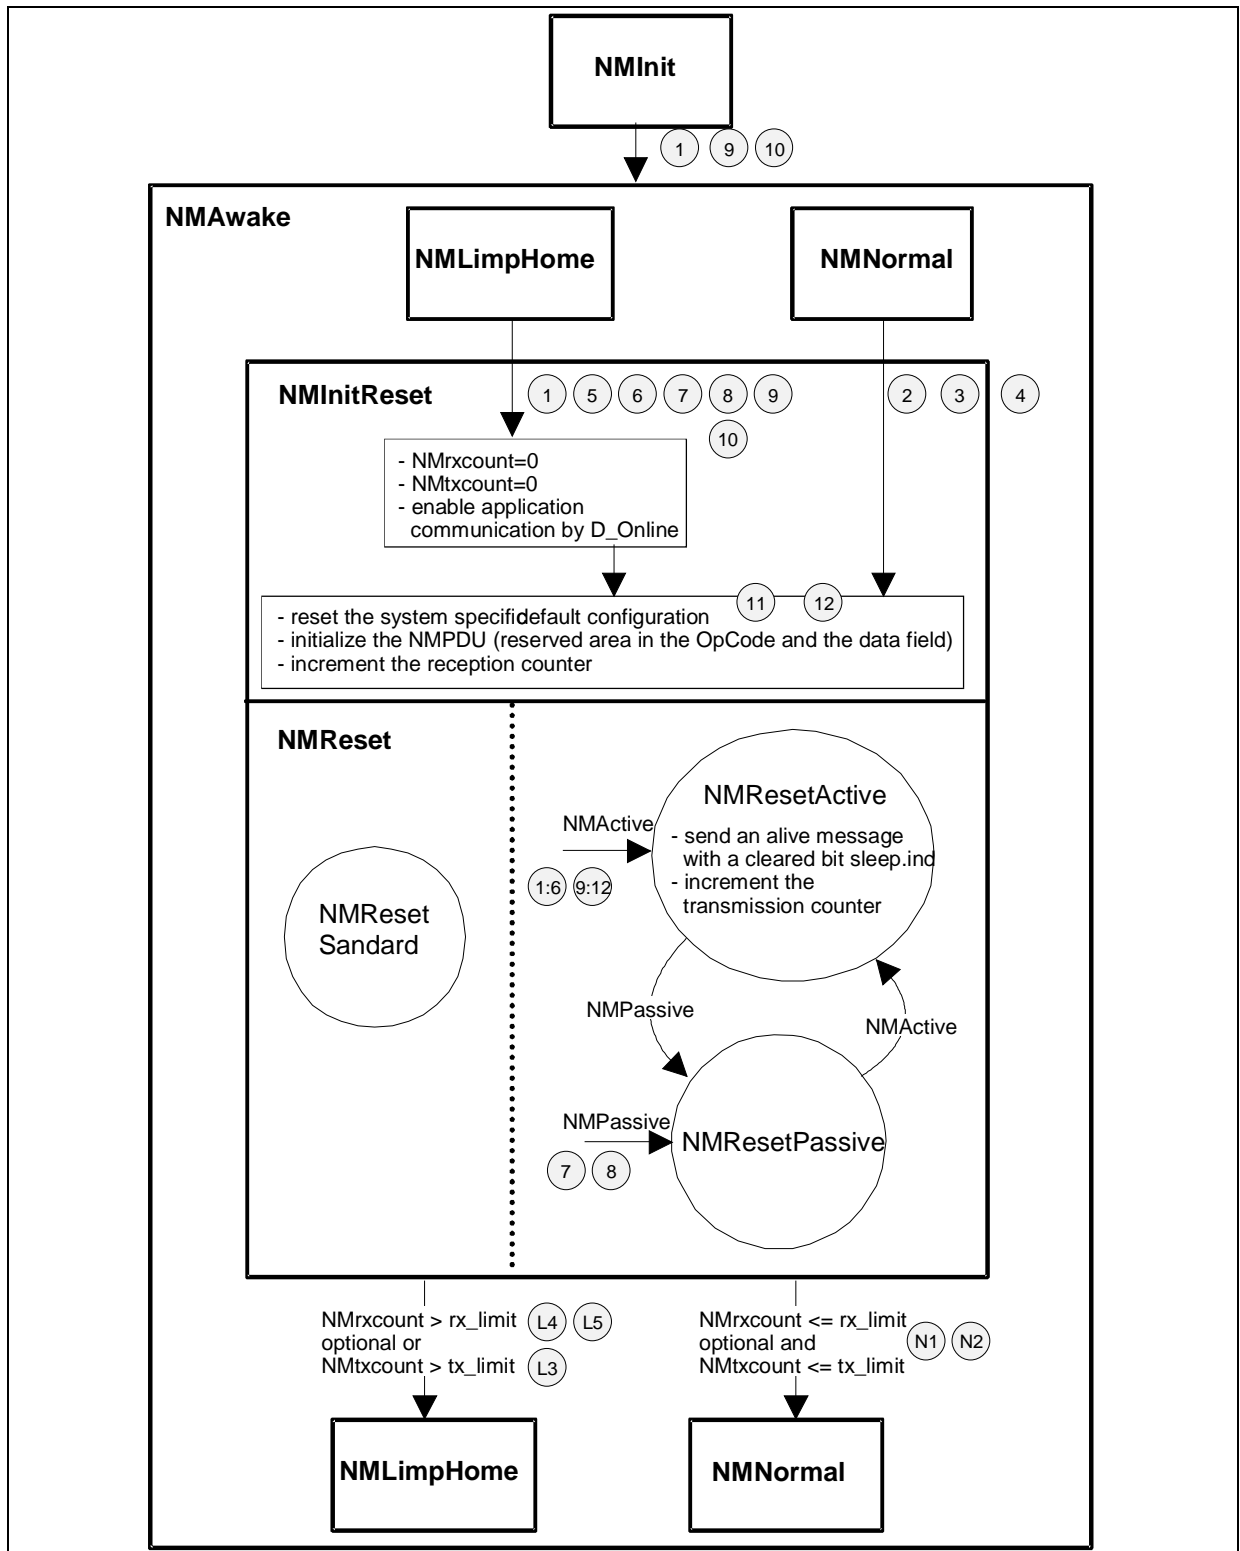 NMInit
1 9 10
NMAwake
NMLimpHome
NMNormal
NMInitReset
1 5 6 7 8 9
2 3 4
10
- NMrxcount=0
- NMtxcount=0
- enable application
communication by D_Online
11 12
- reset the system specificdefault configuration
- initialize the NMPDU (reserved area in the OpCode and the data field)
- increment the reception counter
NMReset
NMResetActive
NMActive
- send an alive message
with a cleared bit sleep.ind
- increment the
transmission counter
1:6 9:12
NMReset
Sandard
NMPassive
NMActive
NMPassive
NMResetPassive
7 8
NMrxcount > rx_limit L4 L5
optional or
NMtxcount > tx_limit L3
NMrxcount <= rx_limit
optional and N1 N2
NMtxcount <= tx_limit
NMLimpHome
NMNormal